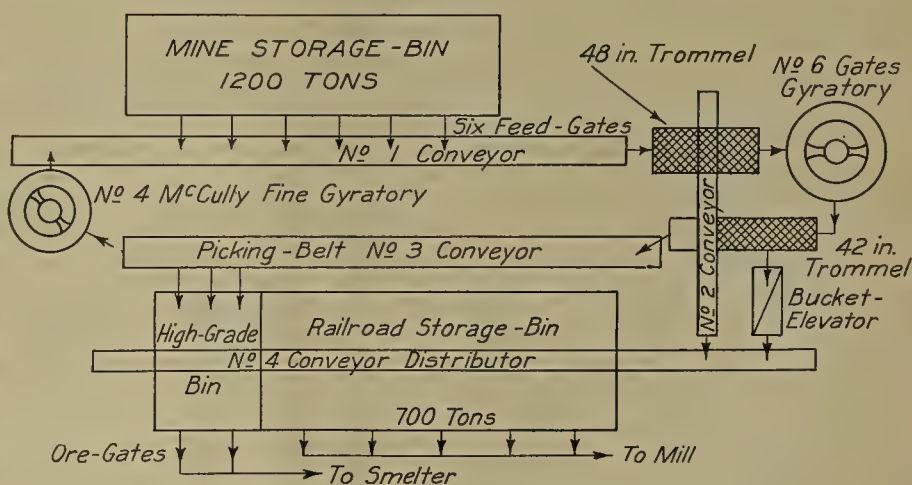 MINE STORAGE-BIN
1200 TONS
48 in. Trommel
Nº 6 Gates
Gyratory
Six Feed-Gates
Nº 1 Conveyor
Nº 4 McCully Fine Gyratory
Picking-Belt Nº 3 Conveyor
Nº 2 Conveyor
42 in.
Trommel
Bucket-
Elevator
High-Grade
Bin
Railroad Storage-Bin
Nº 4 Conveyor Distributor
700 Tons
Ore-Gates
To Smelter
To Mill